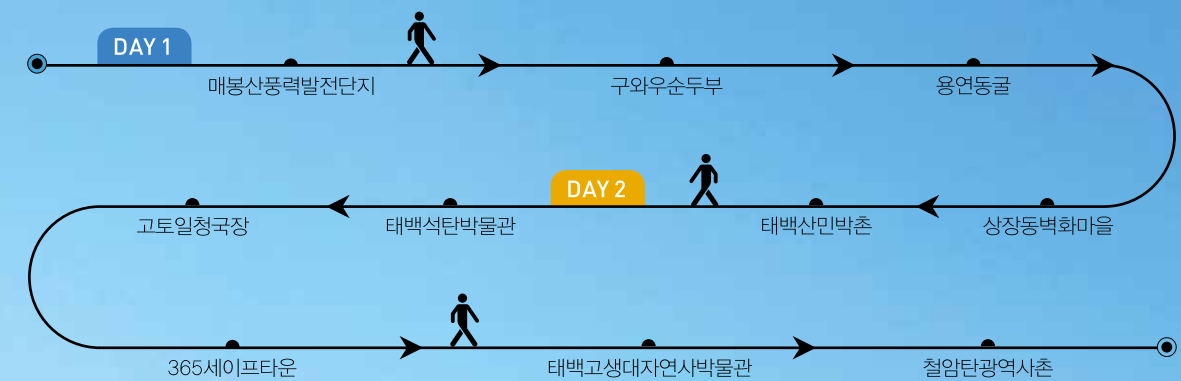 DAY 1
매봉산풍력발전단지
구와우순두부
용연동굴
상장동벽화마을
태백산민박촌
DAY 2
태백석탄박물관
고토일청국장
365세이프타운
태백고생대자연사박물관
철암탄광역사촌